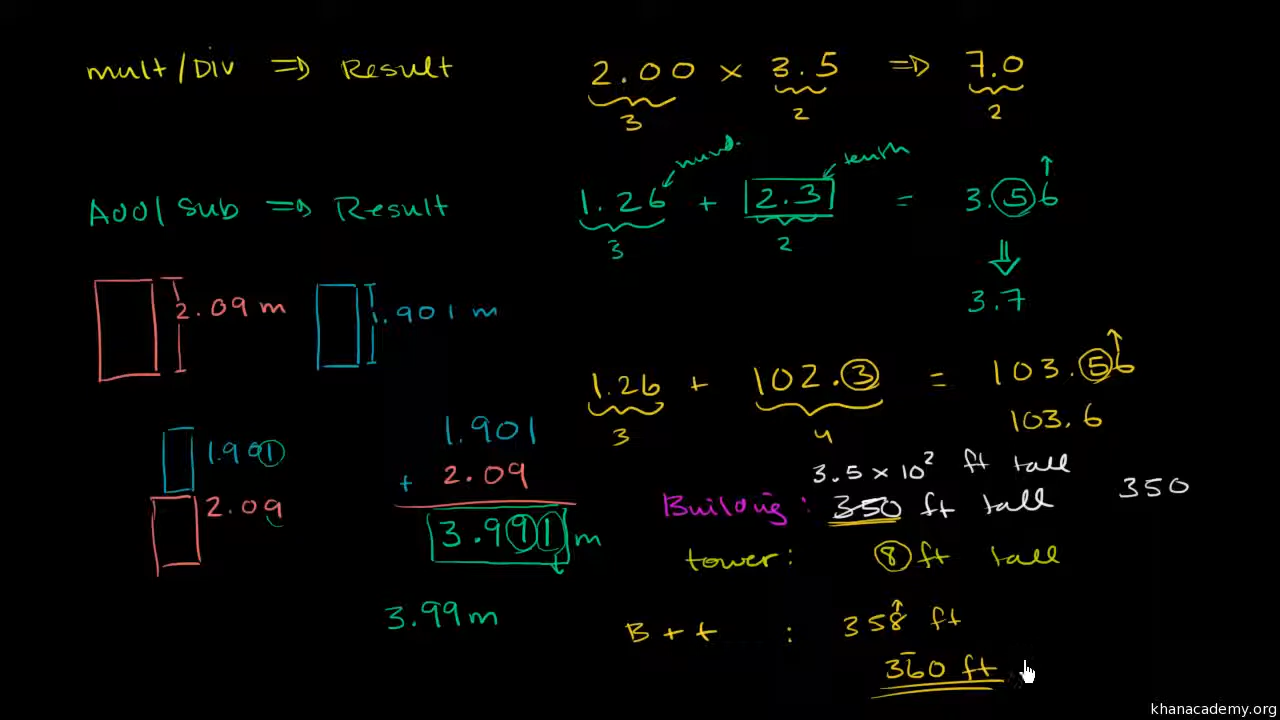 mult/Div ⇒ Result
2.00 × 3.5 ⇒ 7.0
3 2 2
hund. tenth
Add/Sub ⇒ Result
1.26 + 2.3 = 3.56
3 2
3.7
2.09 m 1.901 m
1.26 + 102.3 = 103.56
3 4
103.6
1.901
2.09
1.901
+ 2.09
3.991 m
3.99 m
3.5 × 10² ft tall
Building: 350 ft tall 350
tower: 8 ft tall
B + t : 358 ft
360 ft
khanacademy.org